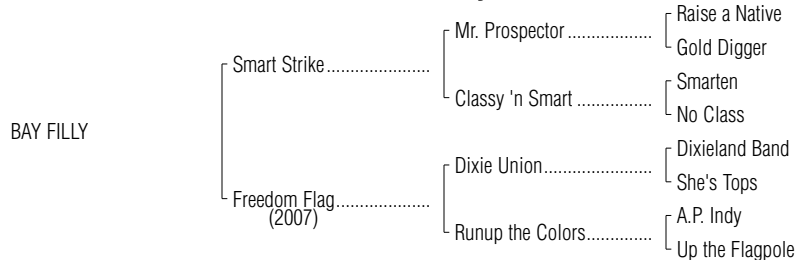 Raise a Native
Mr. Prospector ..................
Gold Digger
Smart Strike......................
Smarten
Classy 'n Smart ................
No Class
BAY FILLY
Dixieland Band
Dixie Union.......................
She's Tops
Freedom Flag....................
(2007)
A.P. Indy
Runup the Colors..............
Up the Flagpole